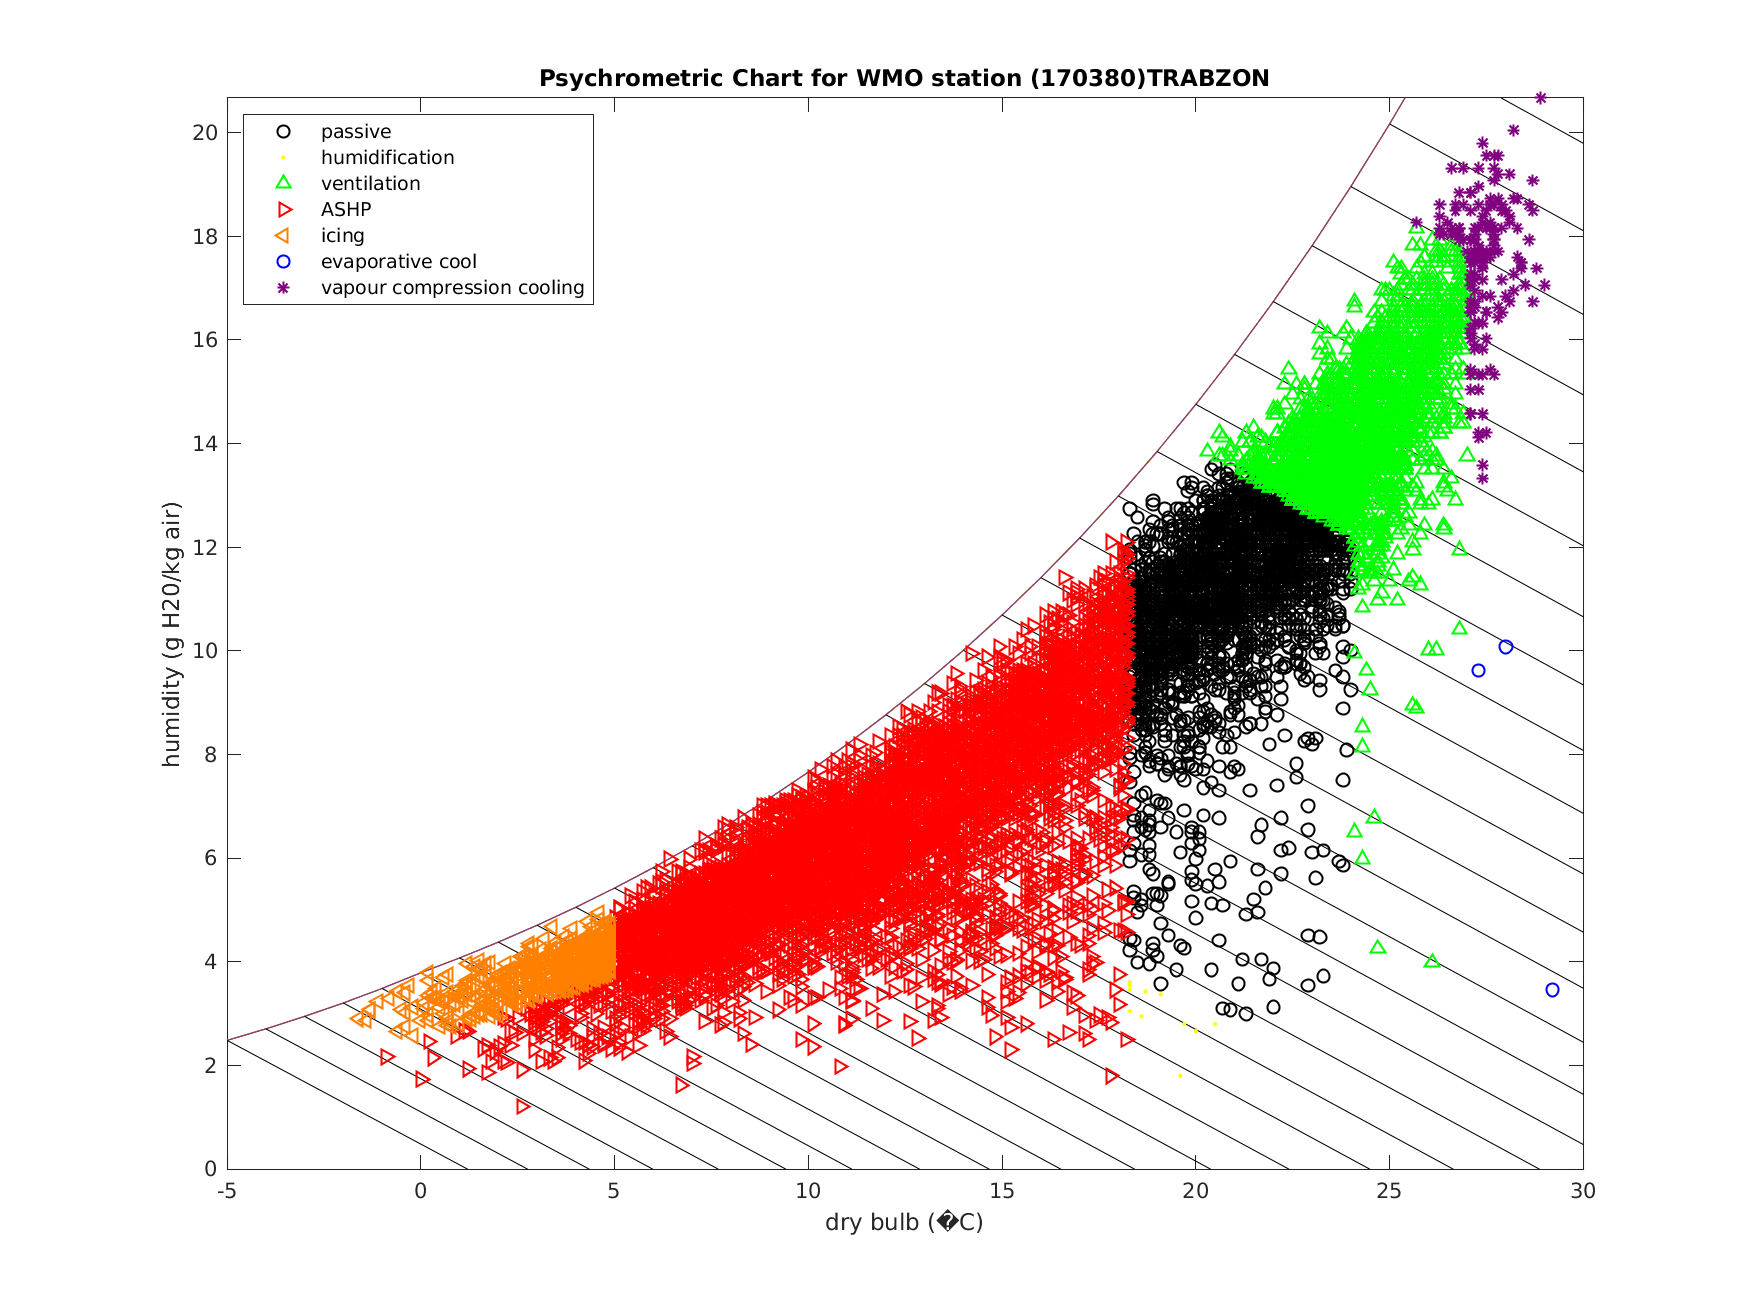 Psychrometric Chart for WMO station (170380)TRABZON
passive
humidification
ventilation
ASHP
icing
evaporative cool
vapour compression cooling
20
18
16
14
12
10
8
6
4
2
0
humidity (g H20/kg air)
-5
0
5
10
15
20
25
30
dry bulb (�C)